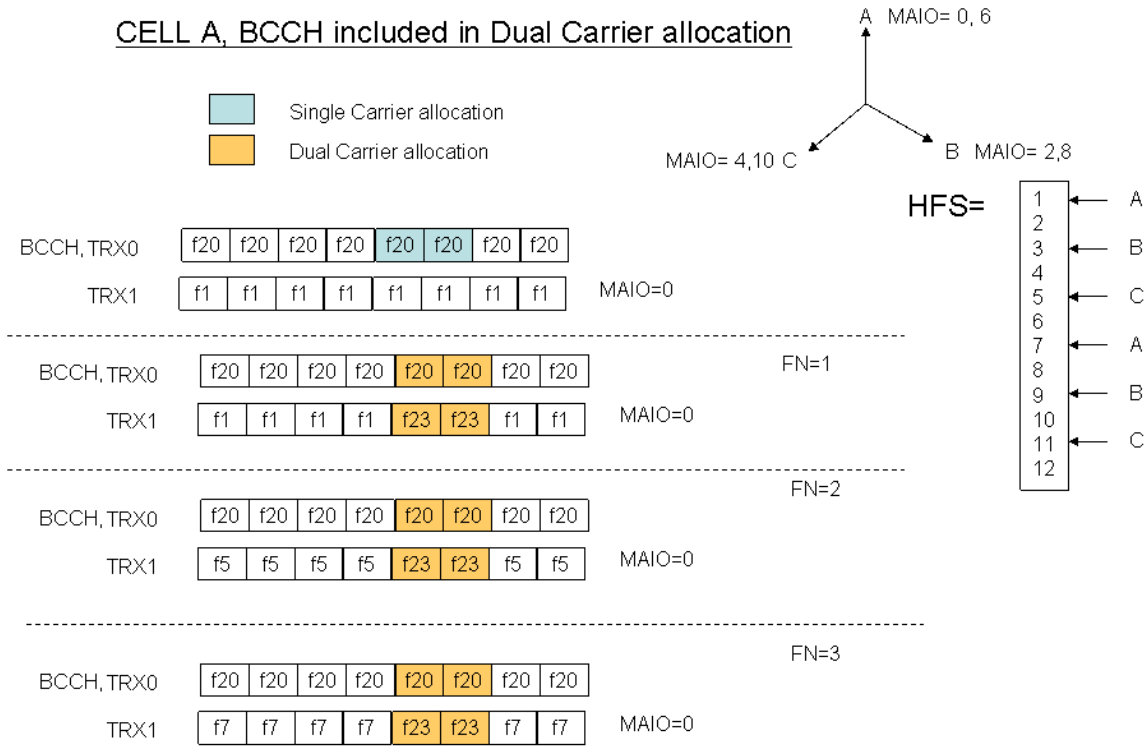 CELL A, BCCH included in Dual Carrier allocation
A MAIO= 0, 6
Single Carrier allocation
Dual Carrier allocation
MAIO= 4,10 C
B MAIO= 2,8
HFS=
1 A
2
3 B
4
5 C
6
7 A
8
9 B
10
11 C
12
BCCH, TRX0 f20 f20 f20 f20 f20 f20 f20 f20
TRX1 f1 f1 f1 f1 f1 f1 f1 f1 MAIO=0
FN=1
BCCH, TRX0 f20 f20 f20 f20 f20 f20 f20 f20
TRX1 f1 f1 f1 f1 f23 f23 f1 f1 MAIO=0
FN=2
BCCH, TRX0 f20 f20 f20 f20 f20 f20 f20 f20
TRX1 f5 f5 f5 f5 f23 f23 f5 f5 MAIO=0
FN=3
BCCH, TRX0 f20 f20 f20 f20 f20 f20 f20 f20
TRX1 f7 f7 f7 f7 f23 f23 f7 f7 MAIO=0